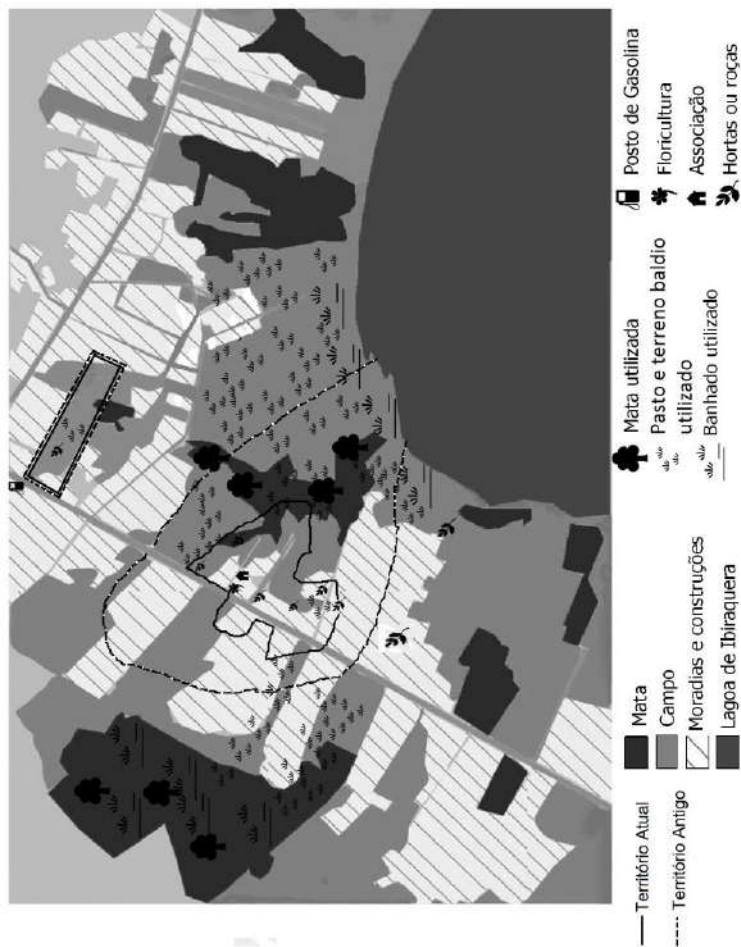 Território Atual
Território Antigo
Mata
Campo
Moradias e construções
Lagoa de Ibiraquera
Mata utilizada
Pasto e terreno baldio
utilizado
Banhado utilizado
Posto de Gasolina
Floricultura
Associação
Hortas ou roças